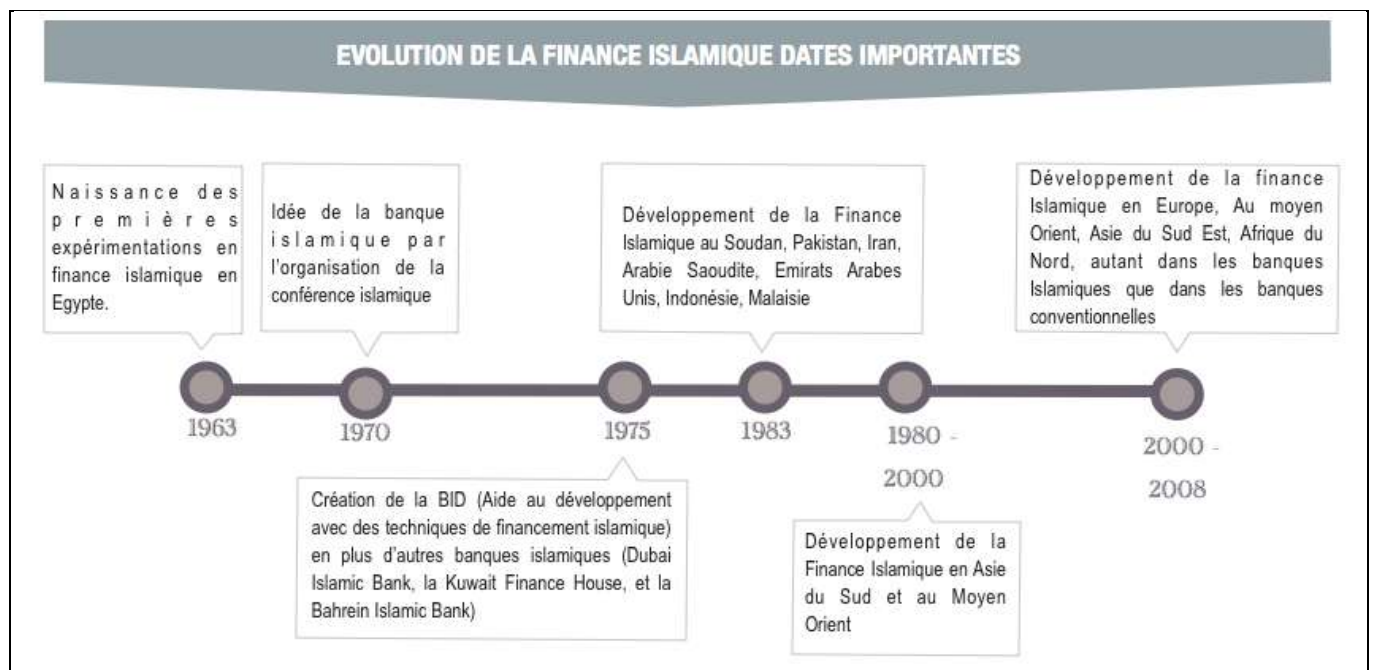 EVOLUTION DE LA FINANCE ISLAMIQUE DATES IMPORTANTES
Naissance des
premières
expérimentations en
finance islamique en
Egypte.
Idée de la banque
islamique par
l'organisation de la
conférence islamique
Développement de la Finance
Islamique au Soudan, Pakistan, Iran,
Arabie Saoudite, Emirats Arabes
Unis, Indonésie, Malaisie
Développement de la finance
Islamique en Europe, Au moyen
Orient, Asie du Sud Est, Afrique du
Nord, autant dans les banques
Islamiques que dans les banques
conventionnelles
1963
1970
1975
1983
1980 -
2000
2000 -
2008
Création de la BID (Aide au développement
avec des techniques de financement islamique)
en plus d'autres banques islamiques (Dubai
Islamic Bank, la Kuwait Finance House, et la
Bahrein Islamic Bank)
Développement de la
Finance Islamique en Asie
du Sud et au Moyen
Orient